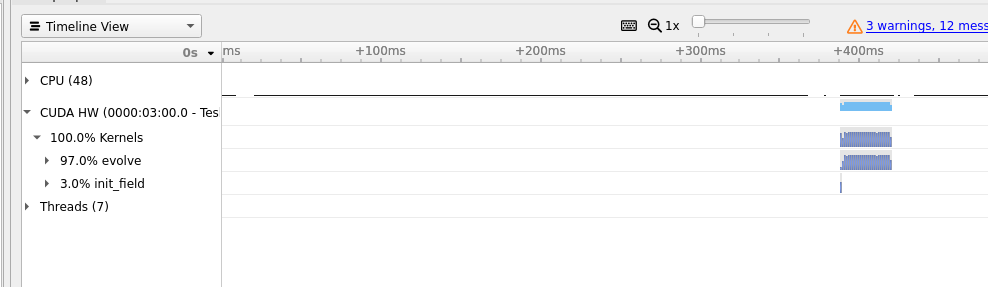 Timeline View
1x
3 warnings, 12 mess
0s
ms
+100ms
+200ms
+300ms
+400ms
CPU (48)
CUDA HW (0000:03:00.0 - Tes
100.0% Kernels
97.0% evolve
3.0% init_field
Threads (7)